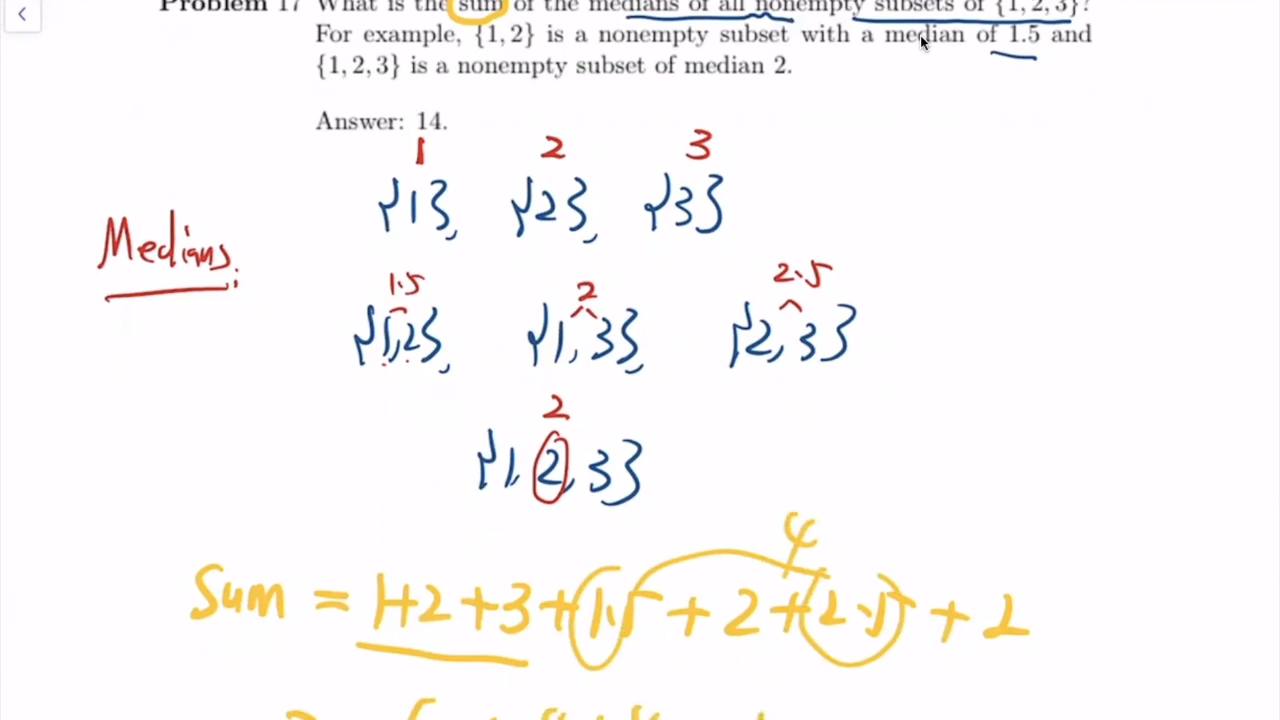 Problem 17 What is the sum of the medians of all nonempty subsets of {1, 2, 3}?
For example, {1, 2} is a nonempty subset with a median of 1.5 and
{1, 2, 3} is a nonempty subset of median 2.
Answer: 14.
1 2 3
{1}, {2}, {3}
Medians:
1.5 2 2.5
{1,2}, {1,3}, {2,3}
2
{1,2,3}
4
Sum = 1+2+3+1.5+2+2.5+2